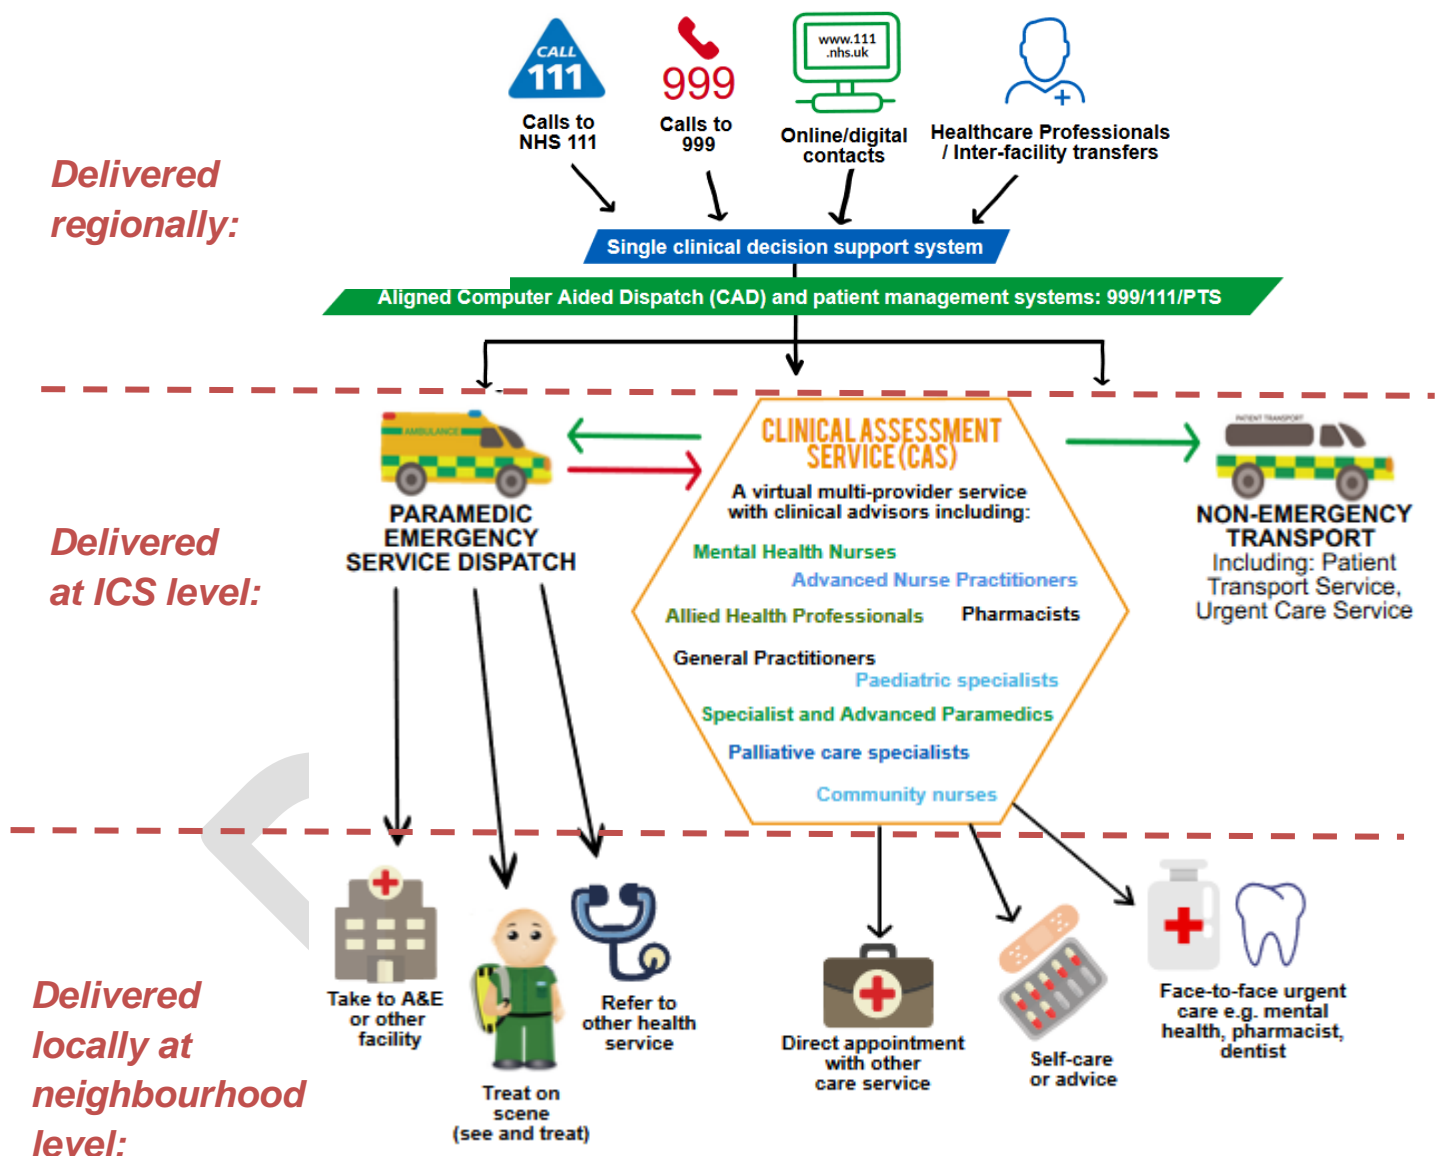 CALL
111
999
www.111
.nhs.uk
Calls to
NHS 111
Calls to
999
Online/digital
contacts
Healthcare Professionals
/ Inter-facility transfers
Delivered
regionally:
Single clinical decision support system
Aligned Computer Aided Dispatch (CAD) and patient management systems: 999/111/PTS
Delivered
at ICS level:
AMBULANCE
PARAMEDIC
EMERGENCY
SERVICE DISPATCH
CLINICAL ASSESSMENT
SERVICE (CAS)
A virtual multi-provider service
with clinical advisors including:
Mental Health Nurses
Advanced Nurse Practitioners
Allied Health Professionals
Pharmacists
General Practitioners
Paediatric specialists
Specialist and Advanced Paramedics
Palliative care specialists
Community nurses
PATIENT TRANSPORT
NON-EMERGENCY
TRANSPORT
Including: Patient
Transport Service,
Urgent Care Service
Delivered
locally at
neighbourhood
level:
Take to A&E
or other
facility
Treat on
scene
(see and treat)
Refer to
other health
service
Direct appointment
with other
care service
Self-care
or advice
Face-to-face urgent
care e.g. mental
health, pharmacist,
dentist